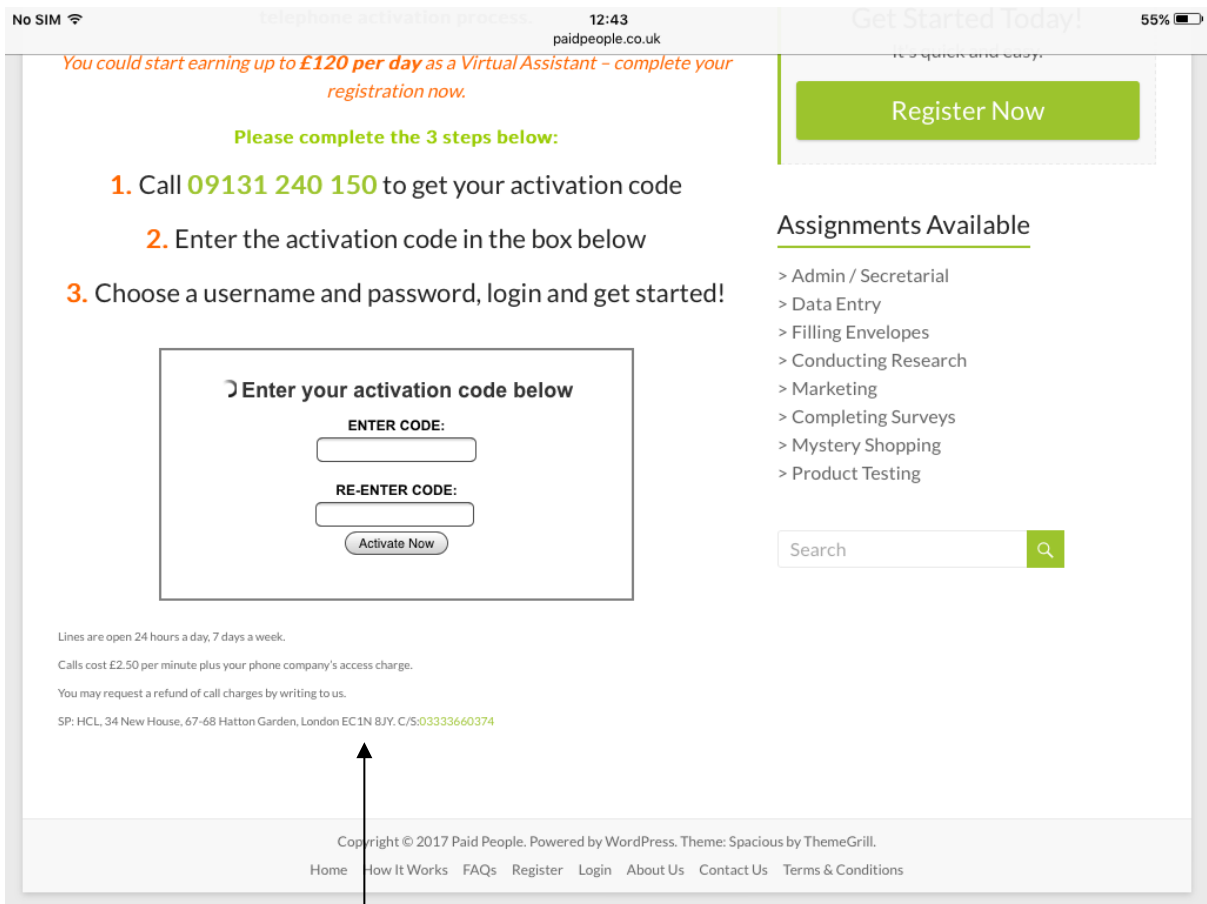 No SIM
12:43
55%
paidpeople.co.uk
telephone activation process.
You could start earning up to £120 per day as a Virtual Assistant – complete your
registration now.
Please complete the 3 steps below:
1. Call 09131 240 150 to get your activation code
2. Enter the activation code in the box below
3. Choose a username and password, login and get started!
Enter your activation code below
ENTER CODE:
RE-ENTER CODE:
Activate Now
Lines are open 24 hours a day, 7 days a week.
Calls cost £2.50 per minute plus your phone company's access charge.
You may request a refund of call charges by writing to us.
SP: HCL, 34 New House, 67-68 Hatton Garden, London EC1N 8JY. C/S:03333660374
Get Started Today!
It's quick and easy.
Register Now
Assignments Available
> Admin / Secretarial
> Data Entry
> Filling Envelopes
> Conducting Research
> Marketing
> Completing Surveys
> Mystery Shopping
> Product Testing
Search
Copyright © 2017 Paid People. Powered by WordPress. Theme: Spacious by ThemeGrill.
Home How It Works FAQs Register Login About Us Contact Us Terms & Conditions